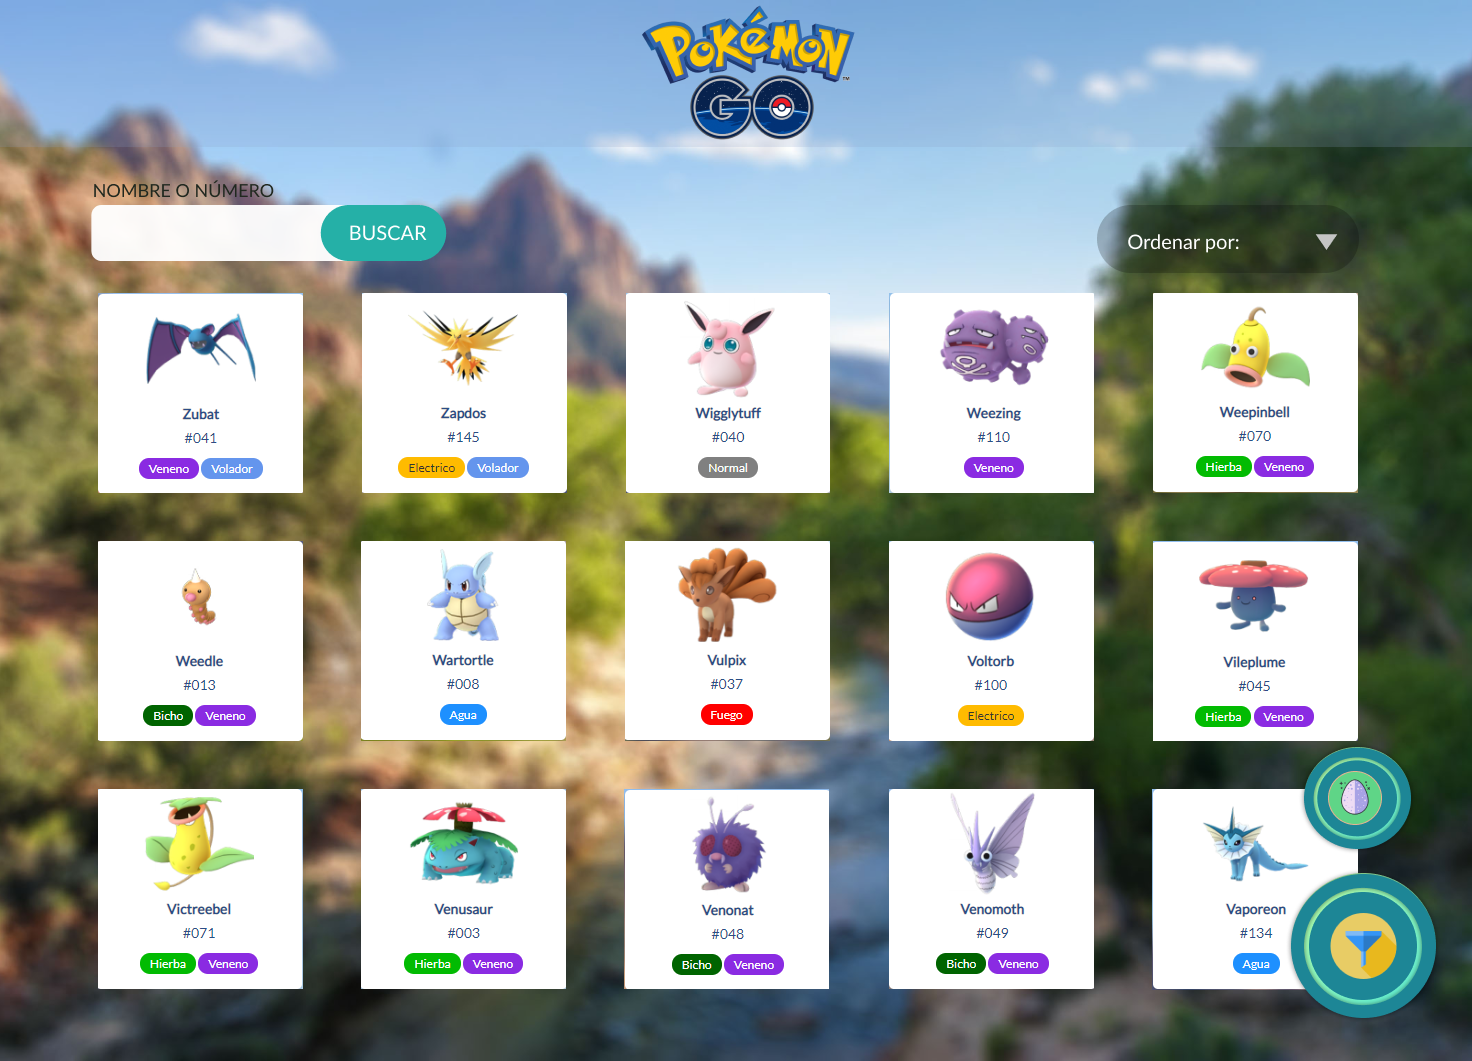 POKéMON
GO
NOMBRE O NÚMERO
BUSCAR
Ordenar por:
Zubat
#041
Veneno Volador
Zapdos
#145
Electrico Volador
Wigglytuff
#040
Normal
Weezing
#110
Veneno
Weepinbell
#070
Hierba Veneno
Weedle
#013
Bicho Veneno
Wartortle
#008
Agua
Vulpix
#037
Fuego
Voltorb
#100
Electrico
Vileplume
#045
Hierba Veneno
Victreebel
#071
Hierba Veneno
Venusaur
#003
Hierba Veneno
Venonat
#048
Bicho Veneno
Venomoth
#049
Bicho Veneno
Vaporeon
#134
Agua